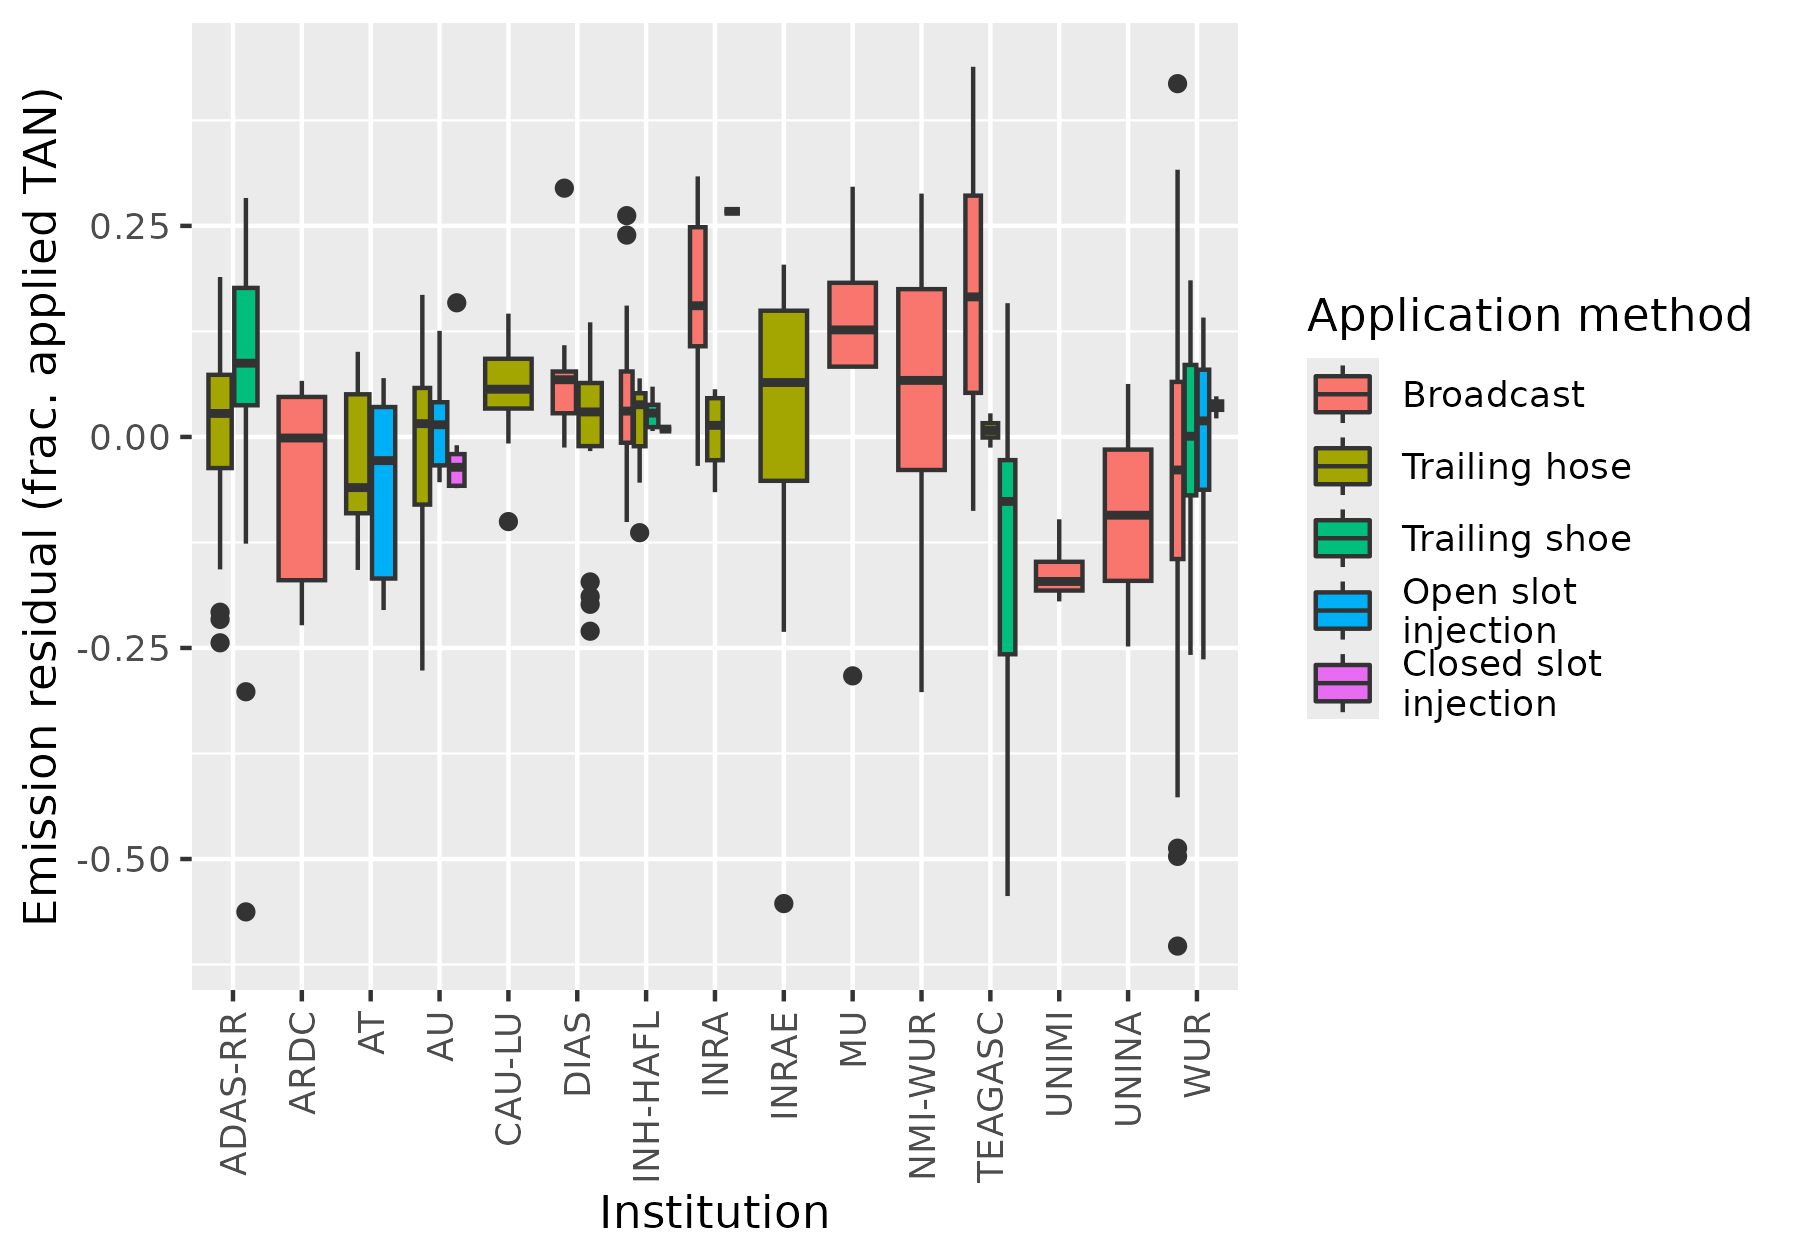 Emission residual (frac. applied TAN)
0.25
0.00
-0.25
-0.50
ADAS-RR
ARDC
AT
AU
CAU-LU
DIAS
INH-HAFL
INRA
INRAE
MU
NMI-WUR
TEAGASC
UNIMI
UNINA
WUR
Institution
Application method
Broadcast
Trailing hose
Trailing shoe
Open slot
injection
Closed slot
injection